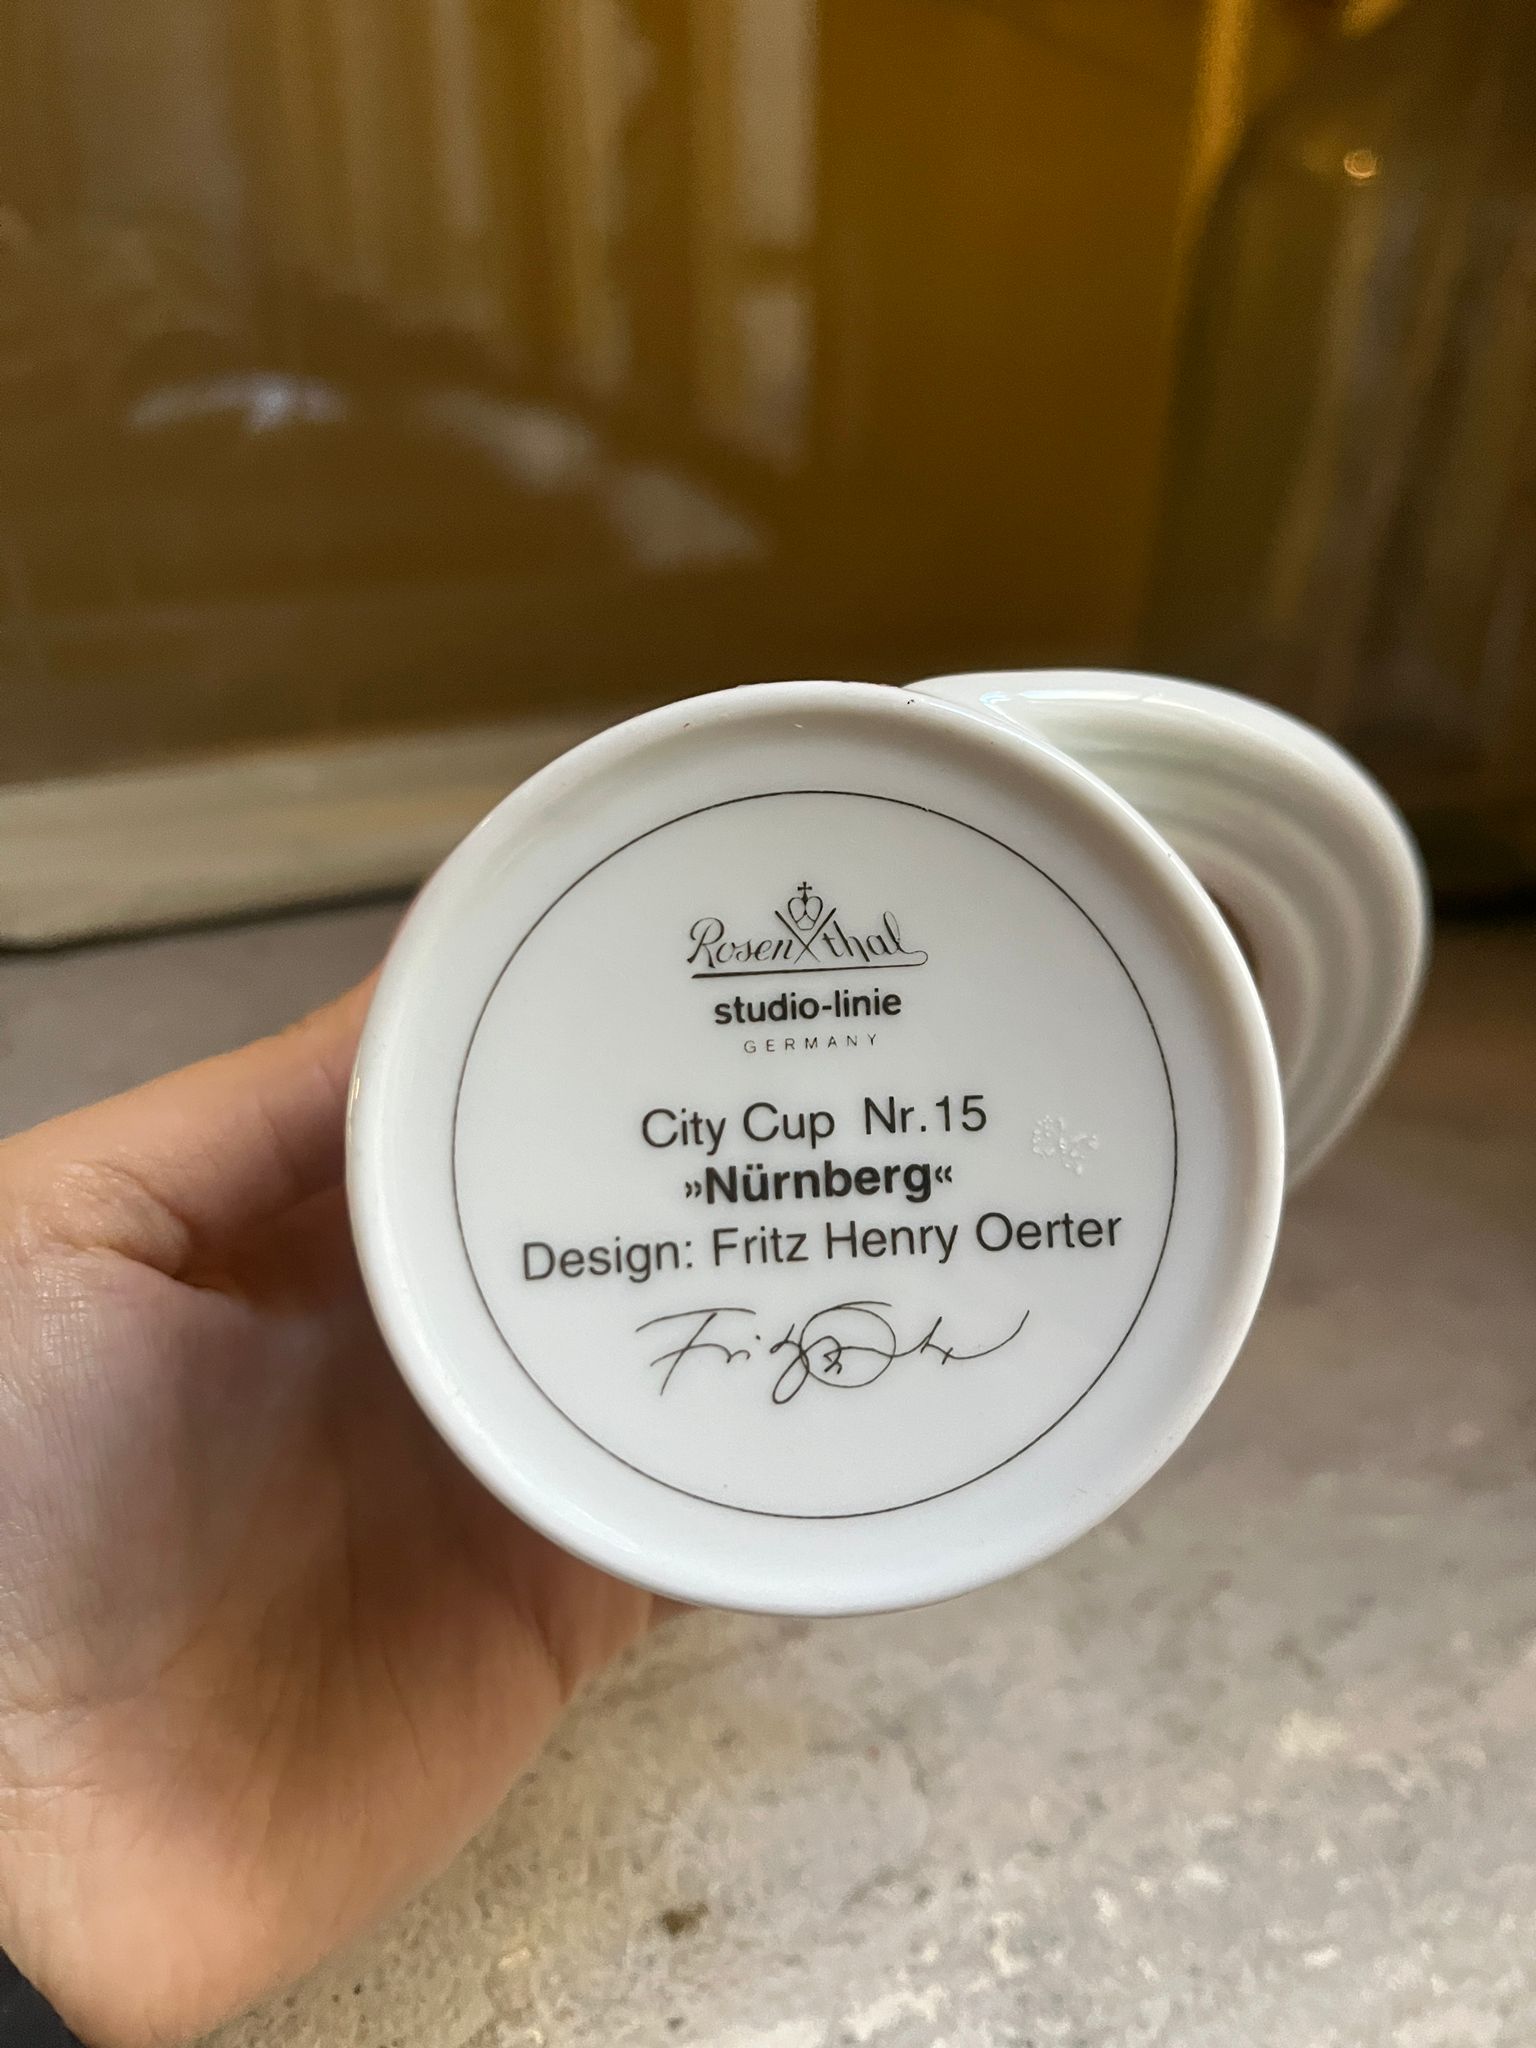 Rosenthal
studio-linie
GERMANY
City Cup Nr.15
»Nürnberg«
Design: Fritz Henry Oerter